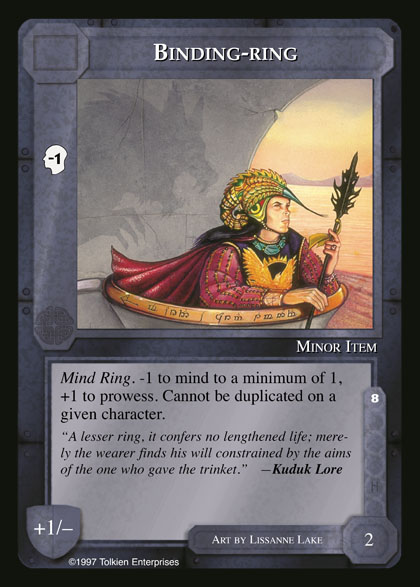 BINDING-RING
-1
MINOR ITEM
Mind Ring. -1 to mind to a minimum of 1,
+1 to prowess. Cannot be duplicated on a
given character.
8
“A lesser ring, it confers no lengthened life; mere-
ly the wearer finds his will constrained by the aims
of the one who gave the trinket.” —Kuduk Lore
+1/–
ART BY LISSANNE LAKE
2
©1997 Tolkien Enterprises